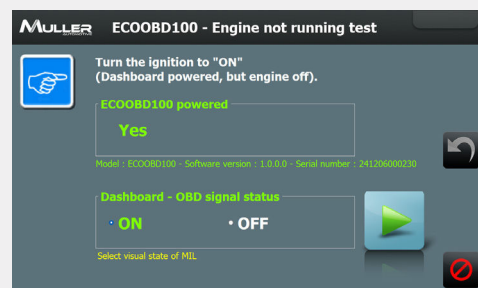 MULLER AUTOMOTIVE ECOOBD100 - Engine not running test
Turn the ignition to "ON"
(Dashboard powered, but engine off).
ECOOBD100 powered
Yes
Model : ECOOBD100 - Software version : 1.0.0.0 - Serial number : 241206000230
Dashboard - OBD signal status
ON OFF
Select visual state of MIL